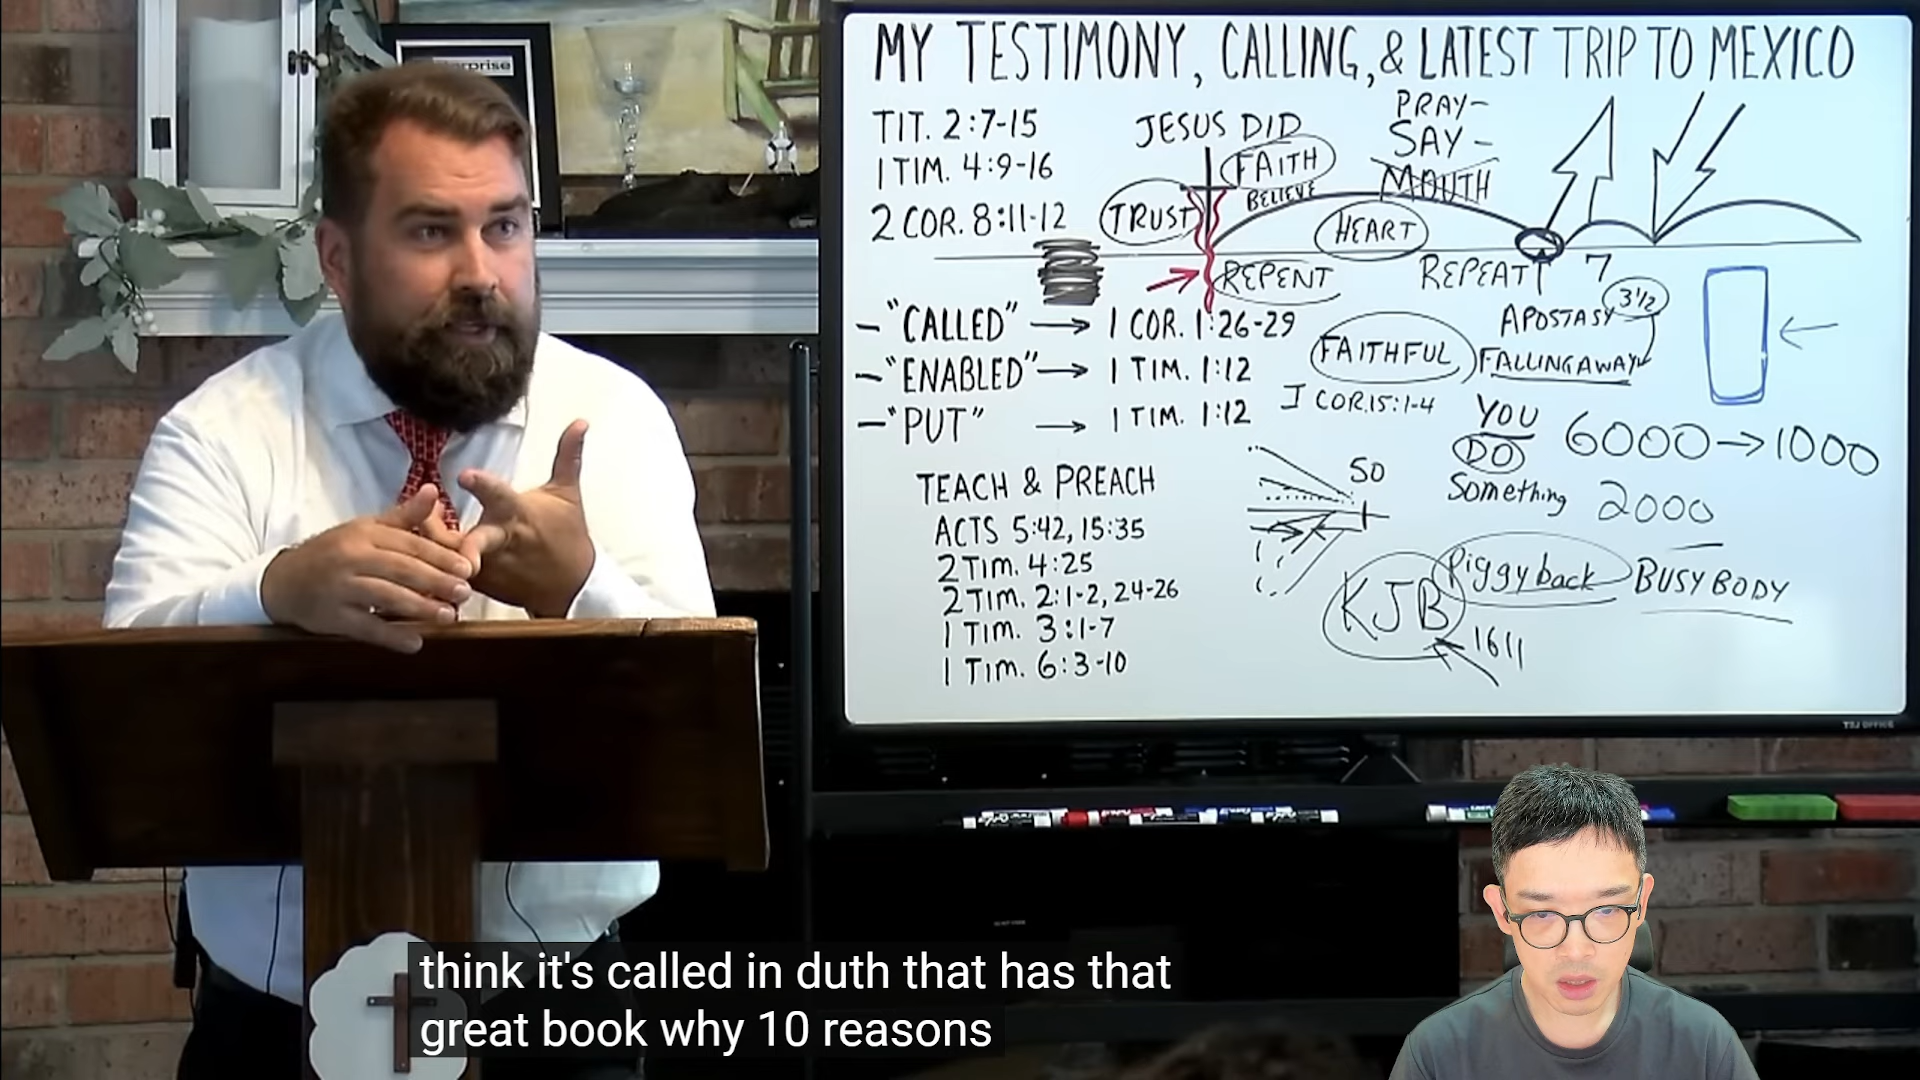 erprise
MY TESTIMONY, CALLING, & LATEST TRIP TO MEXICO
TIT. 2:7-15
1 TIM. 4:9-16
2 COR. 8:11-12
JESUS DID
FAITH
BELIEVE
TRUST
HEART
REPENT
PRAY-
SAY-
MOUTH
REPEAT
7
3½
APOSTASY
FALLING AWAY
- "CALLED" → 1 COR. 1:26-29
- "ENABLED" → 1 TIM. 1:12
- "PUT" → 1 TIM. 1:12
FAITHFUL
I COR.15:1-4
YOU
DO
Something
6000 → 1000
2000
TEACH & PREACH
ACTS 5:42, 15:35
2 TIM. 4:25
2 TIM. 2:1-2, 24-26
1 TIM. 3:1-7
1 TIM. 6:3-10
50
KJB
1611
Piggyback
BUSYBODY
think it's called in duth that has that
great book why 10 reasons